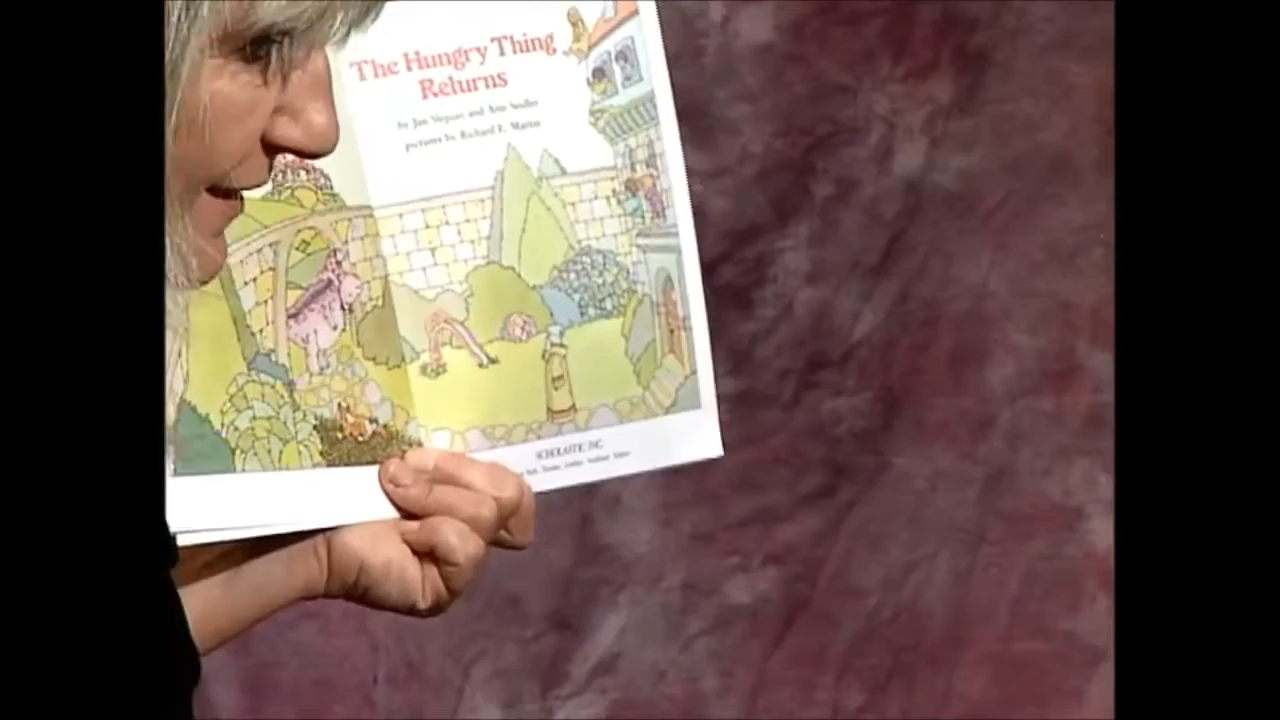 The Hungry Thing
Returns
by Jan Slepian and Ann Seidler
pictures by Richard E. Martin
SCHOLASTIC INC.